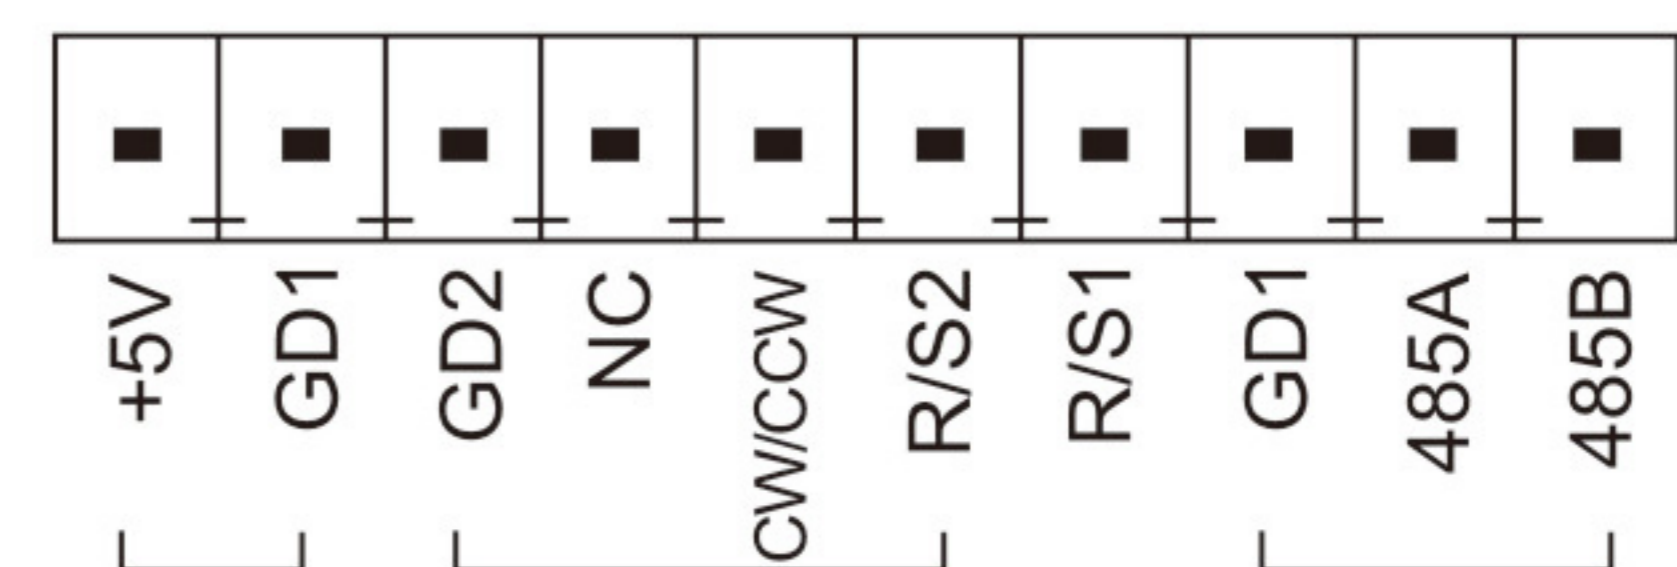 +5V
GD1
GD2
NC
CW/CCW
R/S2
R/S1
GD1
485A
485B